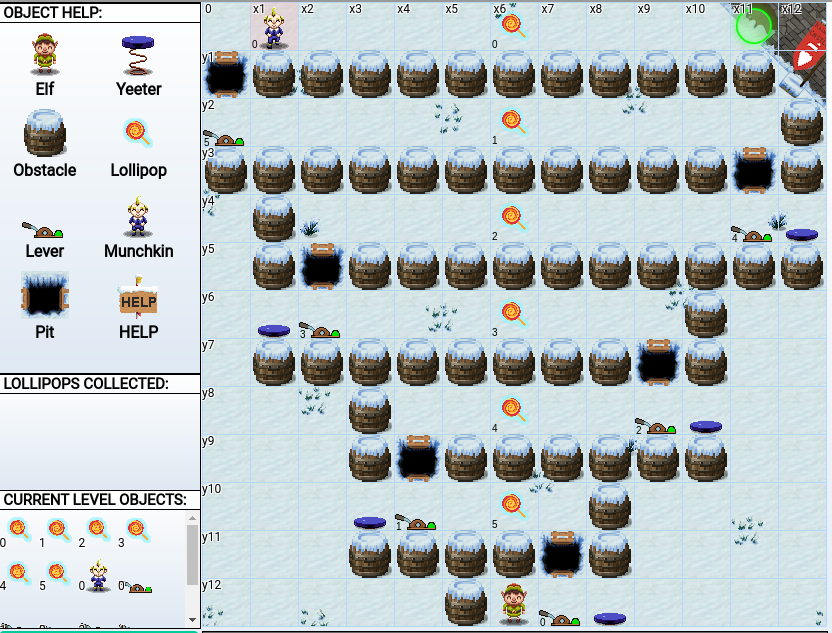 OBJECT HELP:
Elf
Yeeter
Obstacle
Lollipop
Lever
Munchkin
HELP
Pit
HELP
LOLLIPOPS COLLECTED:
CURRENT LEVEL OBJECTS:
0 1 2 3
4 5 0 0
0 x1 x2 x3 x4 x5 x6 x7 x8 x9 x10 x11 x12
0 0
y1
y2
1
5
y3
y4
2
4
y5
y6
3
3
y7
y8
4
2
y9
y10
1
5
y11
y12
0